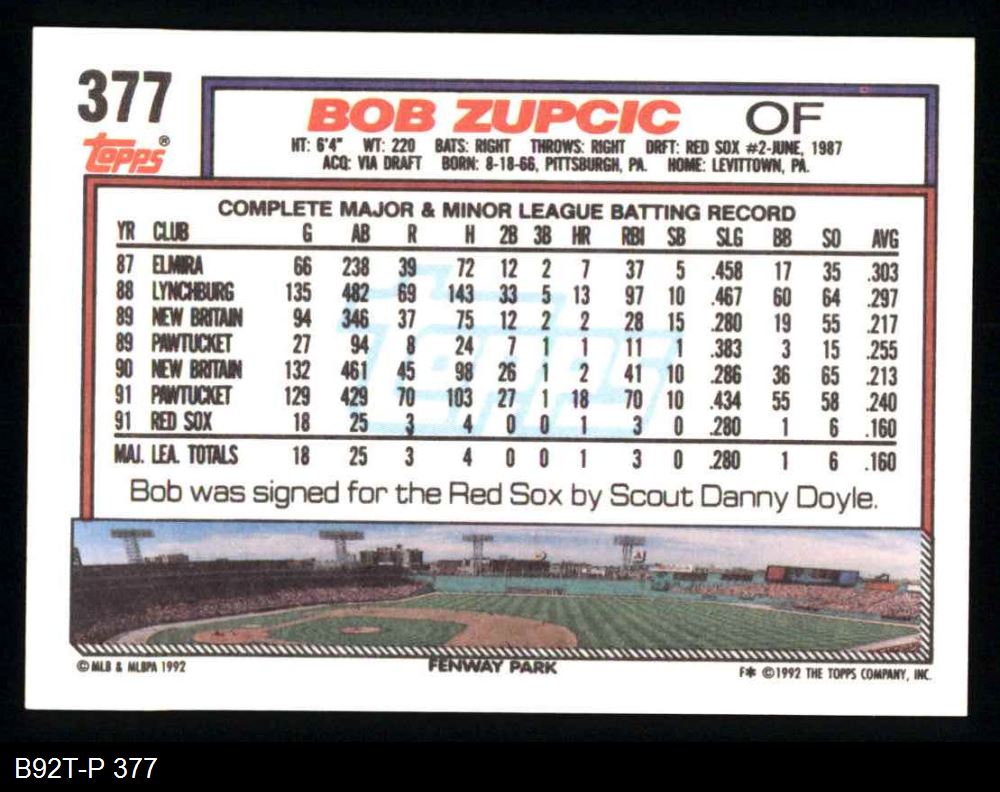 377
Topps®
BOB ZUPCIC OF
HT: 6'4" WT: 220 BATS: RIGHT THROWS: RIGHT DRFT: RED SOX #2-JUNE, 1987
ACQ: VIA DRAFT BORN: 8-18-66, PITTSBURGH, PA. HOME: LEVITTOWN, PA.
COMPLETE MAJOR & MINOR LEAGUE BATTING RECORD
YR CLUB G AB R H 2B 3B HR RBI SB SLG BB SO AVG
87 ELMIRA 66 238 39 72 12 2 7 37 5 .458 17 35 .303
88 LYNCHBURG 135 482 69 143 33 5 13 97 10 .467 60 64 .297
89 NEW BRITAIN 94 346 37 75 12 2 2 28 15 .280 19 55 .217
89 PAWTUCKET 27 94 8 24 7 1 1 11 1 .383 3 15 .255
90 NEW BRITAIN 132 461 45 98 26 1 2 41 10 .286 36 65 .213
91 PAWTUCKET 129 429 70 103 27 1 18 70 10 .434 55 58 .240
91 RED SOX 18 25 3 4 0 0 1 3 0 .280 1 6 .160
MAJ. LEA. TOTALS 18 25 3 4 0 0 1 3 0 .280 1 6 .160
Topps
Bob was signed for the Red Sox by Scout Danny Doyle.
© MLB & MLBPA 1992
FENWAY PARK
F* © 1992 THE TOPPS COMPANY, INC.
B92T-P 377